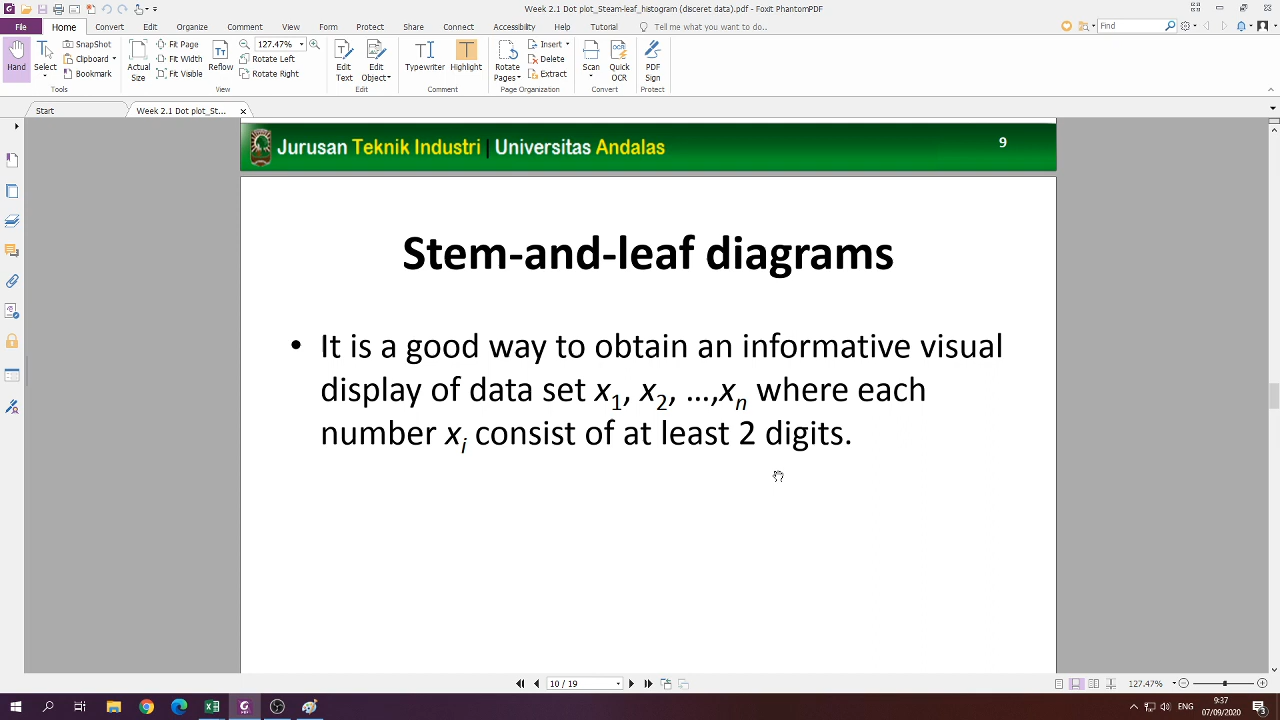 Week 2.1 Dot plot_Steam-leaf_histogram (disceret data).pdf - Foxit PhantomPDF
File Home Convert Edit Organize Comment View Form Protect Share Connect Accessibility Help Tutorial Tell me what you want to do.. Find
Hand
Select
SnapShot
Clipboard
Bookmark
Tools
Actual Size
Fit Page
Fit Width
Fit Visible
Reflow
127.47%
Rotate Left
Rotate Right
View
Edit Text
Edit Object
Edit
Typewriter
Highlight
Comment
Rotate Pages
Insert
Delete
Extract
Page Organization
Scan
Quick OCR
Convert
PDF Sign
Protect
Start
Week 2.1 Dot plot_St...
Jurusan Teknik Industri | Universitas Andalas
9
Stem-and-leaf diagrams
• It is a good way to obtain an informative visual
display of data set x1, x2, …,xn where each
number xi consist of at least 2 digits.
10 / 19
127.47%
ENG
9:37
07/09/2020
3